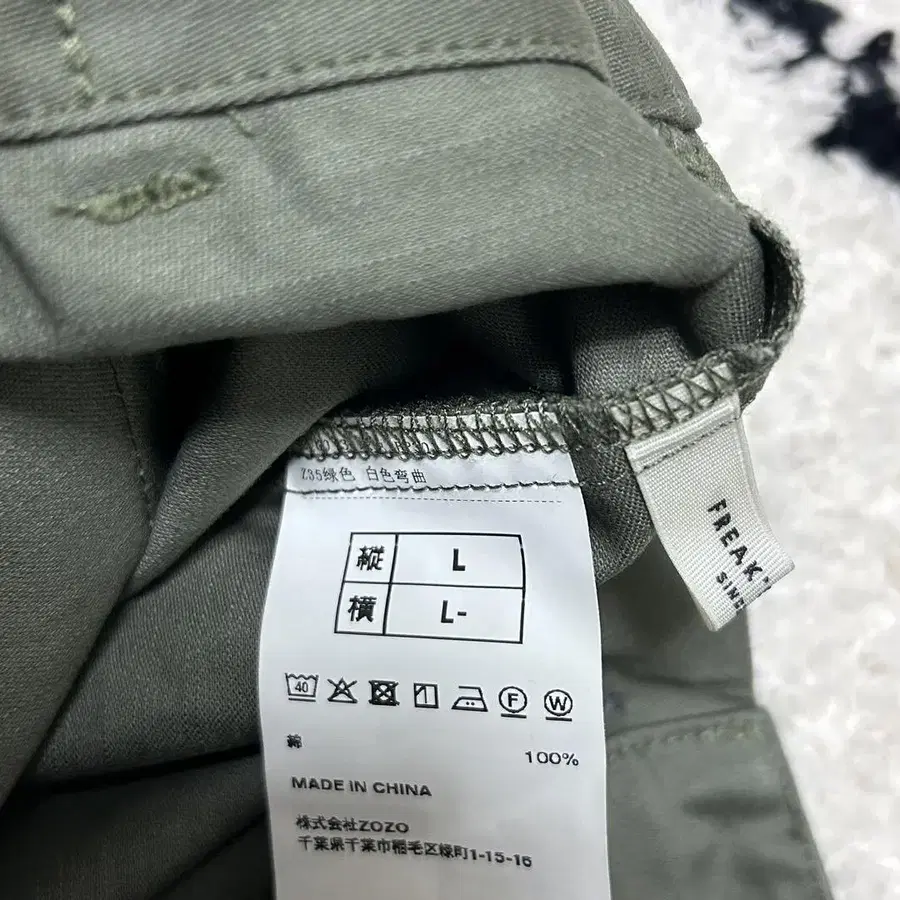 Z35绿色 白色弯曲
縦 L
横 L-
40
F W
綿 100%
MADE IN CHINA
株式会社ZOZO
千葉県千葉市稲毛区緑町1-15-16
FREAK'
SINC